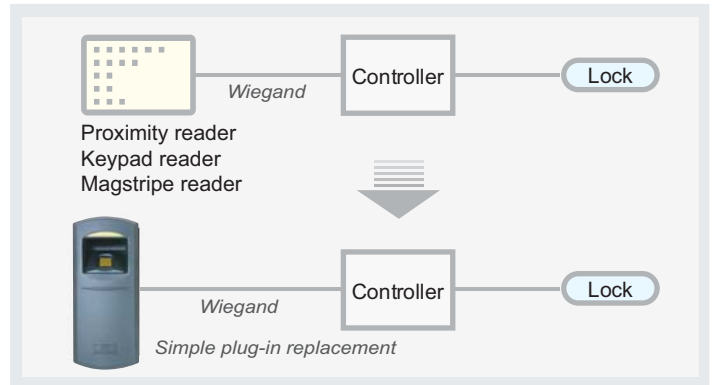 Wiegand
Controller
Lock
Proximity reader
Keypad reader
Magstripe reader
Wiegand
Controller
Lock
Simple plug-in replacement